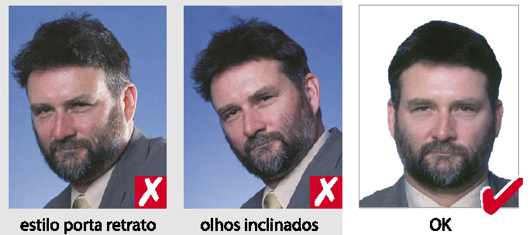 estilo porta retrato
olhos inclinados
OK